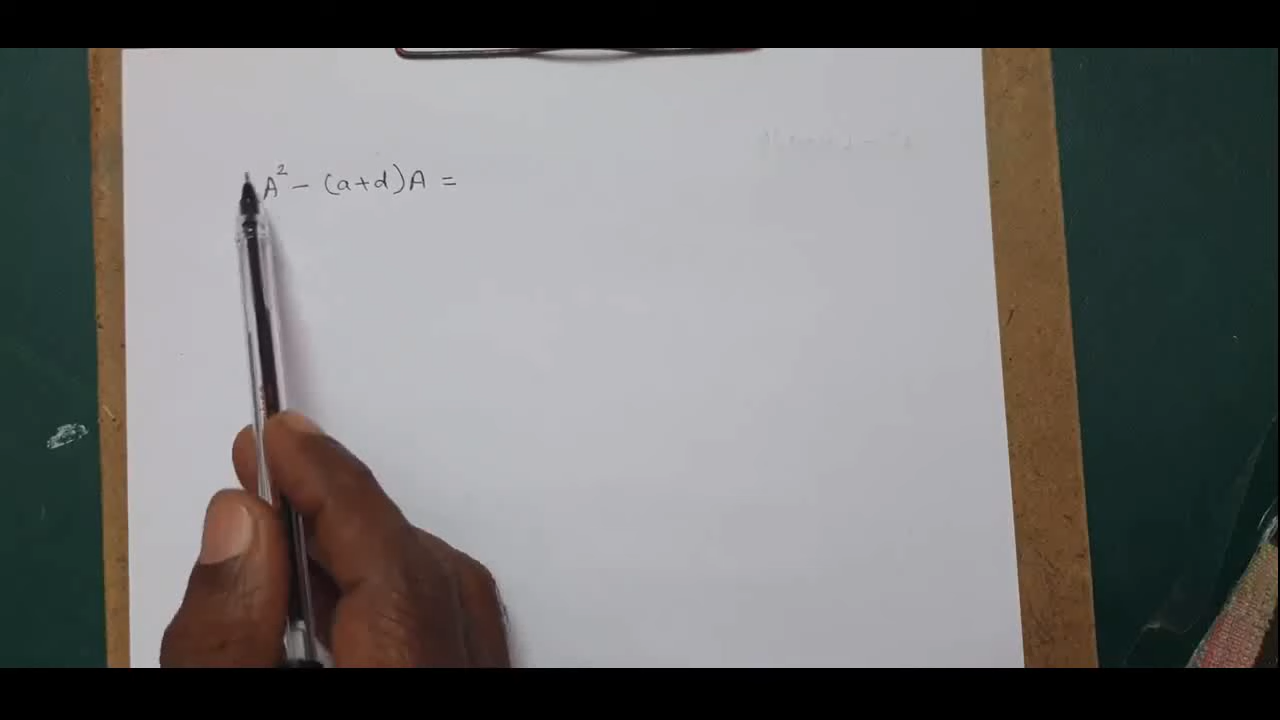 A² - (a+d)A =